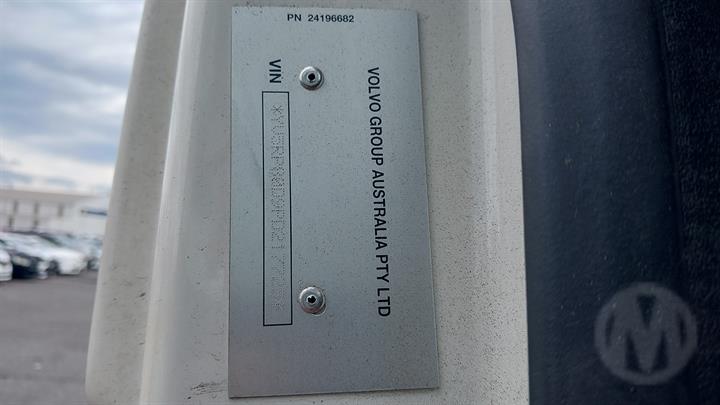 PN 24196682
VOLVO GROUP AUSTRALIA PTY LTD
VIN
M